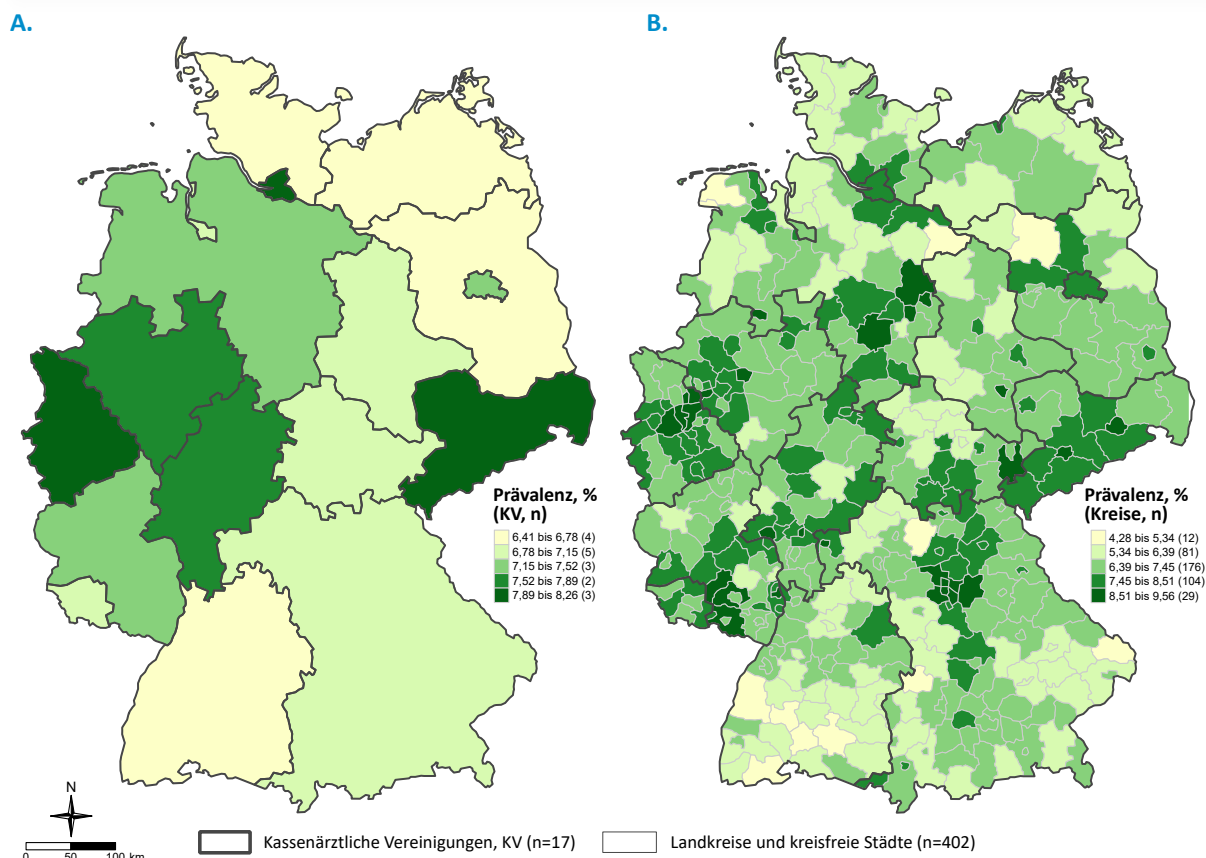 A.
B.
Prävalenz, %
(KV, n)
6,41 bis 6,78 (4)
6,78 bis 7,15 (5)
7,15 bis 7,52 (3)
7,52 bis 7,89 (2)
7,89 bis 8,26 (3)
Prävalenz, %
(Kreise, n)
4,28 bis 5,34 (12)
5,34 bis 6,39 (81)
6,39 bis 7,45 (176)
7,45 bis 8,51 (104)
8,51 bis 9,56 (29)
N
0 50 100 km
Kassenärztliche Vereinigungen, KV (n=17)
Landkreise und kreisfreie Städte (n=402)